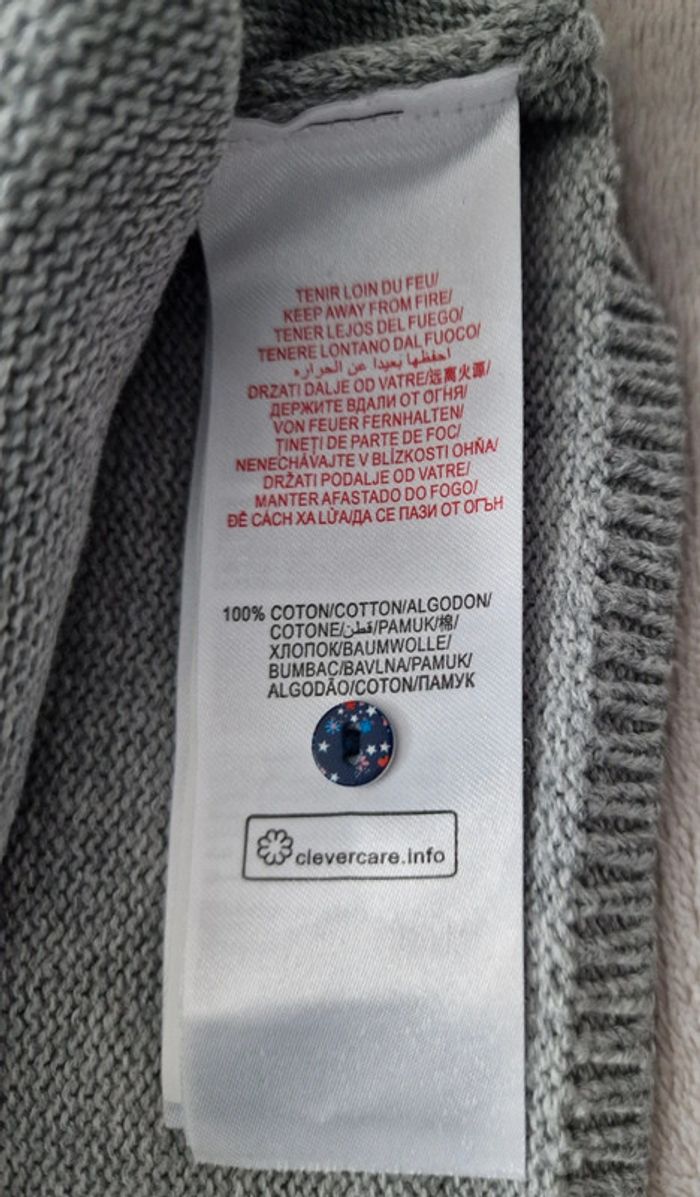 TENIR LOIN DU FEU/
KEEP AWAY FROM FIRE/
TENER LEJOS DEL FUEGO/
TENERE LONTANO DAL FUOCO/
احفظها بعيدا عن الحراره
DRZATI DALJE OD VATRE/远离火源/
ДЕРЖИТЕ ВДАЛИ ОТ ОГНЯ/
VON FEUER FERNHALTEN/
ȚINEȚI DE PARTE DE FOC/
NENECHÁVAJTE V BLÍZKOSTI OHŇA/
DRŽATI PODALJE OD VATRE/
MANTER AFASTADO DO FOGO/
ĐỂ CÁCH XA LỬA/ДА СЕ ПАЗИ ОТ ОГЪН
100% COTON/COTTON/ALGODON/
COTONE/قطن/PAMUK/棉/
ХЛОПОК/BAUMWOLLE/
BUMBAC/BAVLNA/PAMUK/
ALGODÃO/COTON/ПАМУК
clevercare.info